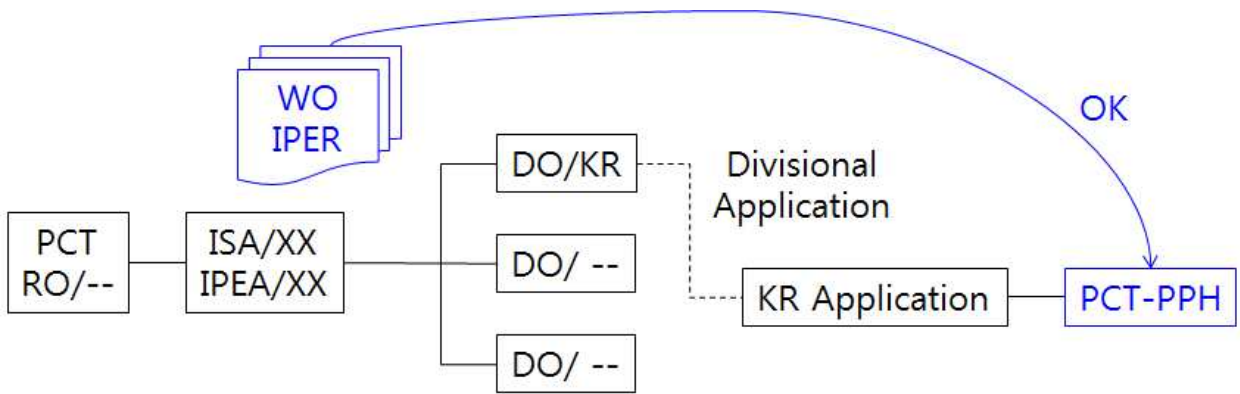 WO
IPER
OK
DO/KR
Divisional
Application
PCT
RO/--
ISA/XX
IPEA/XX
DO/ --
KR Application
PCT-PPH
DO/ --